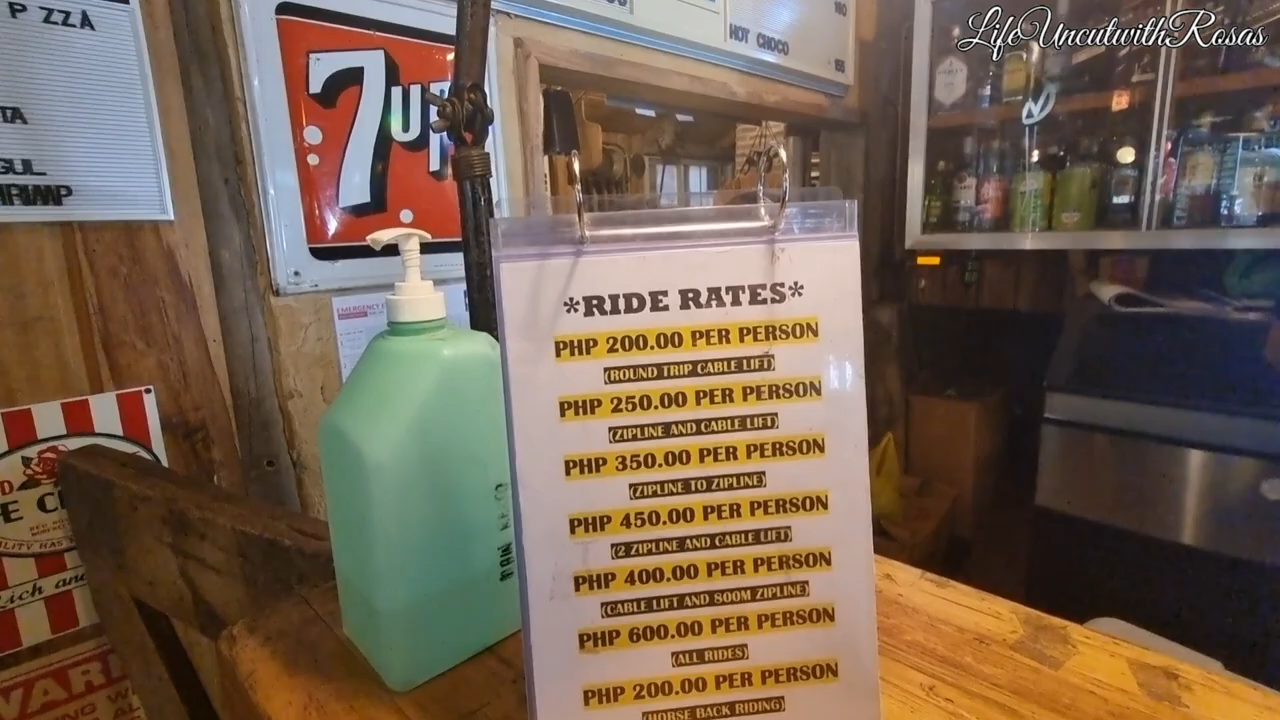 LifeUncutwithRosas
P ZZA
TA
GUL
HRIMP
7UP
HOT CHOCO
180
155
EMERGENCY
*RIDE RATES*
PHP 200.00 PER PERSON
(ROUND TRIP CABLE LIFT)
PHP 250.00 PER PERSON
(ZIPLINE AND CABLE LIFT)
PHP 350.00 PER PERSON
(ZIPLINE TO ZIPLINE)
PHP 450.00 PER PERSON
(2 ZIPLINE AND CABLE LIFT)
PHP 400.00 PER PERSON
(CABLE LIFT AND 800M ZIPLINE)
PHP 600.00 PER PERSON
(ALL RIDES)
PHP 200.00 PER PERSON
(HORSE BACK RIDING)